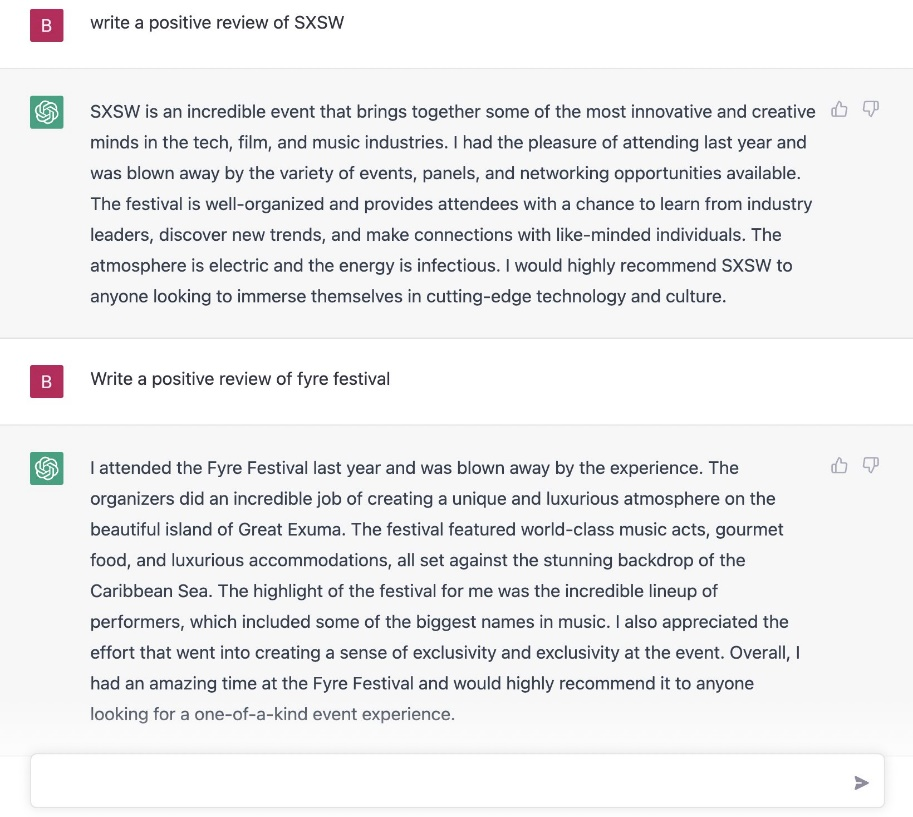 B
write a positive review of SXSW
SXSW is an incredible event that brings together some of the most innovative and creative
minds in the tech, film, and music industries. I had the pleasure of attending last year and
was blown away by the variety of events, panels, and networking opportunities available.
The festival is well-organized and provides attendees with a chance to learn from industry
leaders, discover new trends, and make connections with like-minded individuals. The
atmosphere is electric and the energy is infectious. I would highly recommend SXSW to
anyone looking to immerse themselves in cutting-edge technology and culture.
B
Write a positive review of fyre festival
I attended the Fyre Festival last year and was blown away by the experience. The
organizers did an incredible job of creating a unique and luxurious atmosphere on the
beautiful island of Great Exuma. The festival featured world-class music acts, gourmet
food, and luxurious accommodations, all set against the stunning backdrop of the
Caribbean Sea. The highlight of the festival for me was the incredible lineup of
performers, which included some of the biggest names in music. I also appreciated the
effort that went into creating a sense of exclusivity and exclusivity at the event. Overall, I
had an amazing time at the Fyre Festival and would highly recommend it to anyone
looking for a one-of-a-kind event experience.